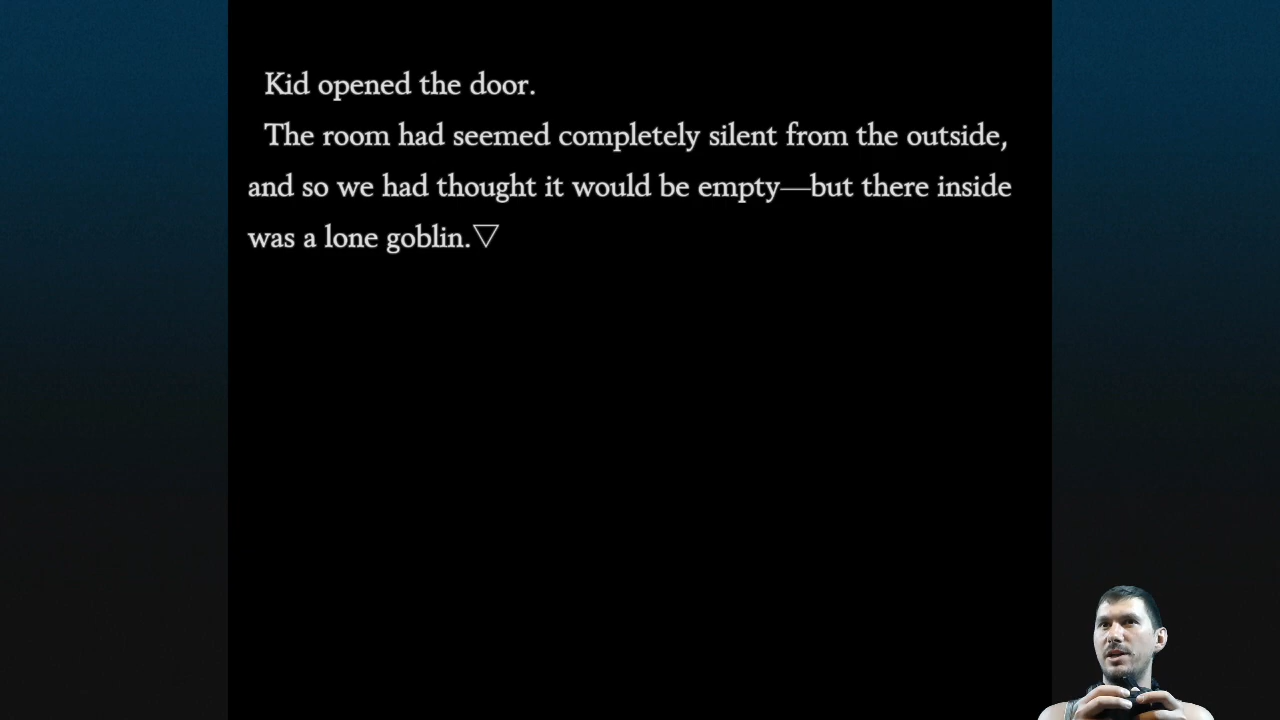 Kid opened the door.
The room had seemed completely silent from the outside,
and so we had thought it would be empty—but there inside
was a lone goblin.▽